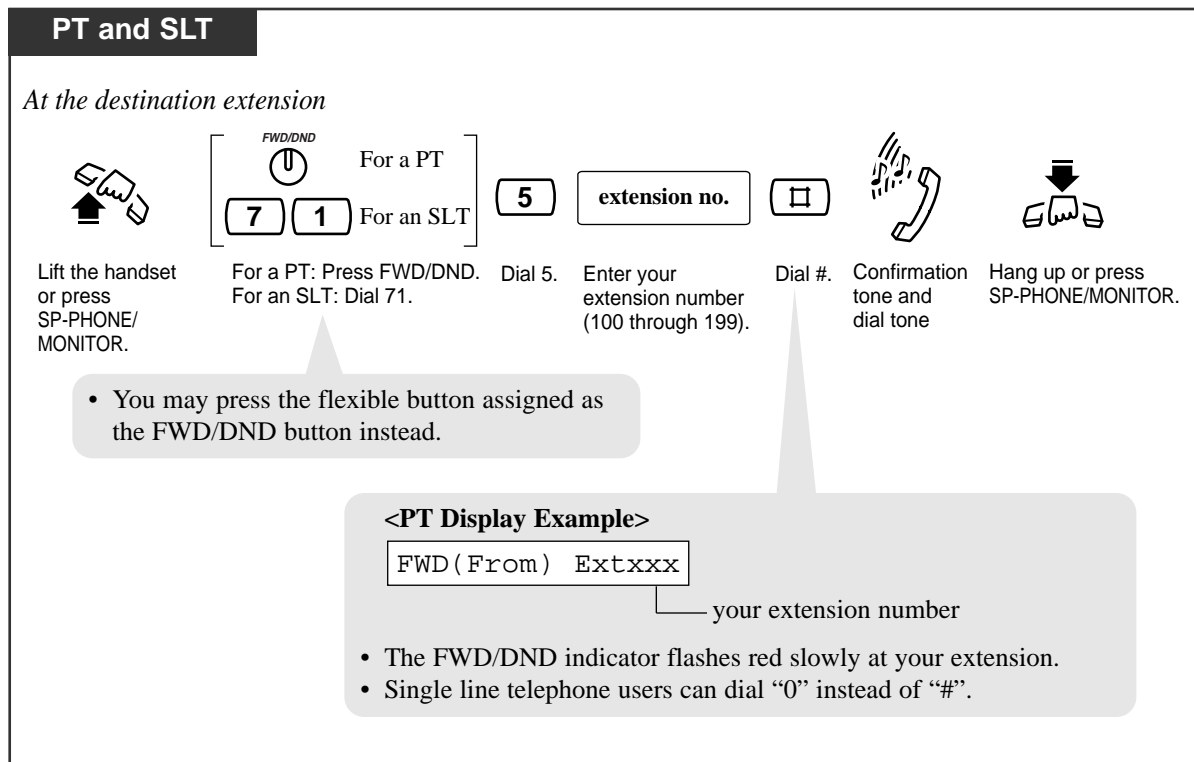 PT and SLT
At the destination extension
FWD/DND
For a PT
7 1 For an SLT
5
extension no.
#
Lift the handset
or press
SP-PHONE/
MONITOR.
For a PT: Press FWD/DND.
For an SLT: Dial 71.
Dial 5.
Enter your
extension number
(100 through 199).
Dial #.
Confirmation
tone and
dial tone
Hang up or press
SP-PHONE/MONITOR.
• You may press the flexible button assigned as
the FWD/DND button instead.
<PT Display Example>
FWD(From) Extxxx
your extension number
• The FWD/DND indicator flashes red slowly at your extension.
• Single line telephone users can dial “0” instead of “#”.